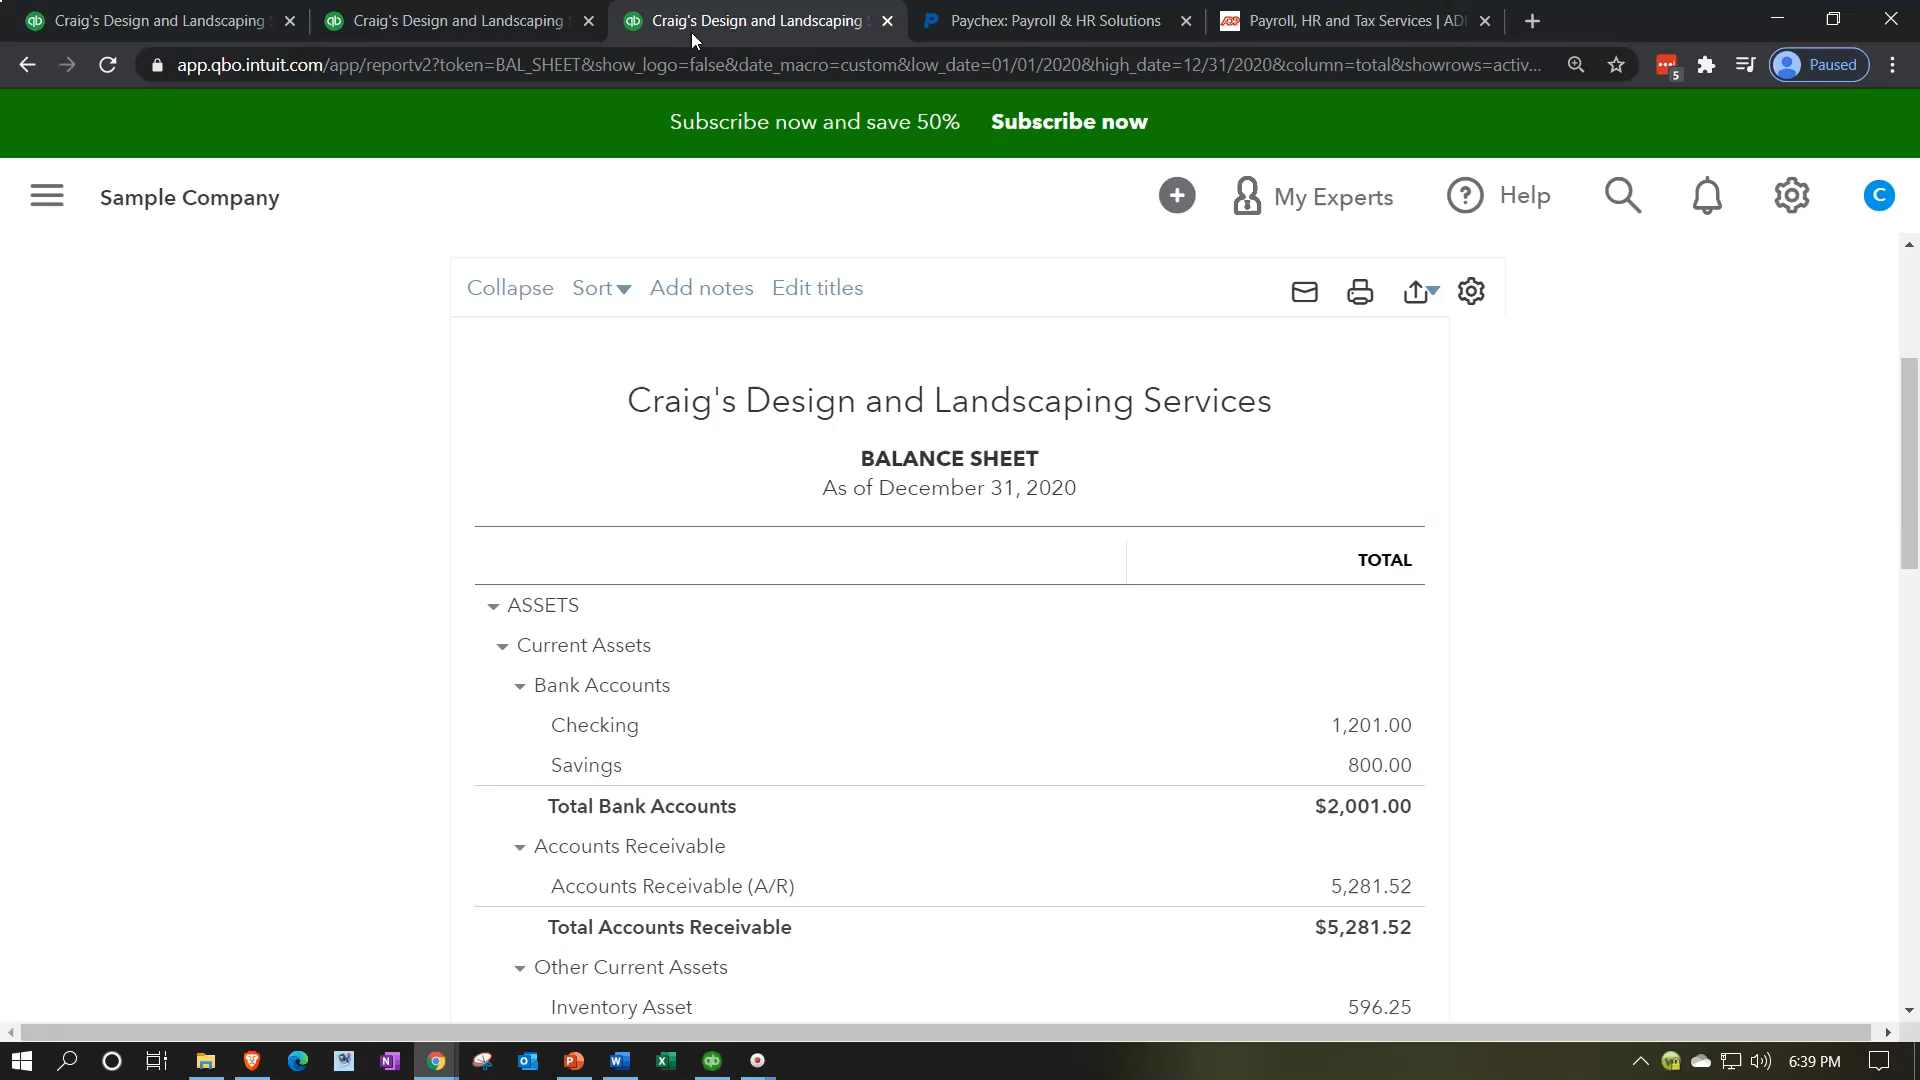 Craig's Design and Landscaping
Craig's Design and Landscaping
Craig's Design and Landscaping
Paychex: Payroll & HR Solutions
Payroll, HR and Tax Services | AD
app.qbo.intuit.com/app/reportv2?token=BAL_SHEET&show_logo=false&date_macro=custom&low_date=01/01/2020&high_date=12/31/2020&column=total&showrows=activ...
5
Paused
Subscribe now and save 50% Subscribe now
Sample Company
My Experts
Help
C
Collapse Sort Add notes Edit titles
Craig's Design and Landscaping Services
BALANCE SHEET
As of December 31, 2020
TOTAL
ASSETS
Current Assets
Bank Accounts
Checking 1,201.00
Savings 800.00
Total Bank Accounts $2,001.00
Accounts Receivable
Accounts Receivable (A/R) 5,281.52
Total Accounts Receivable $5,281.52
Other Current Assets
Inventory Asset 596.25
6:39 PM